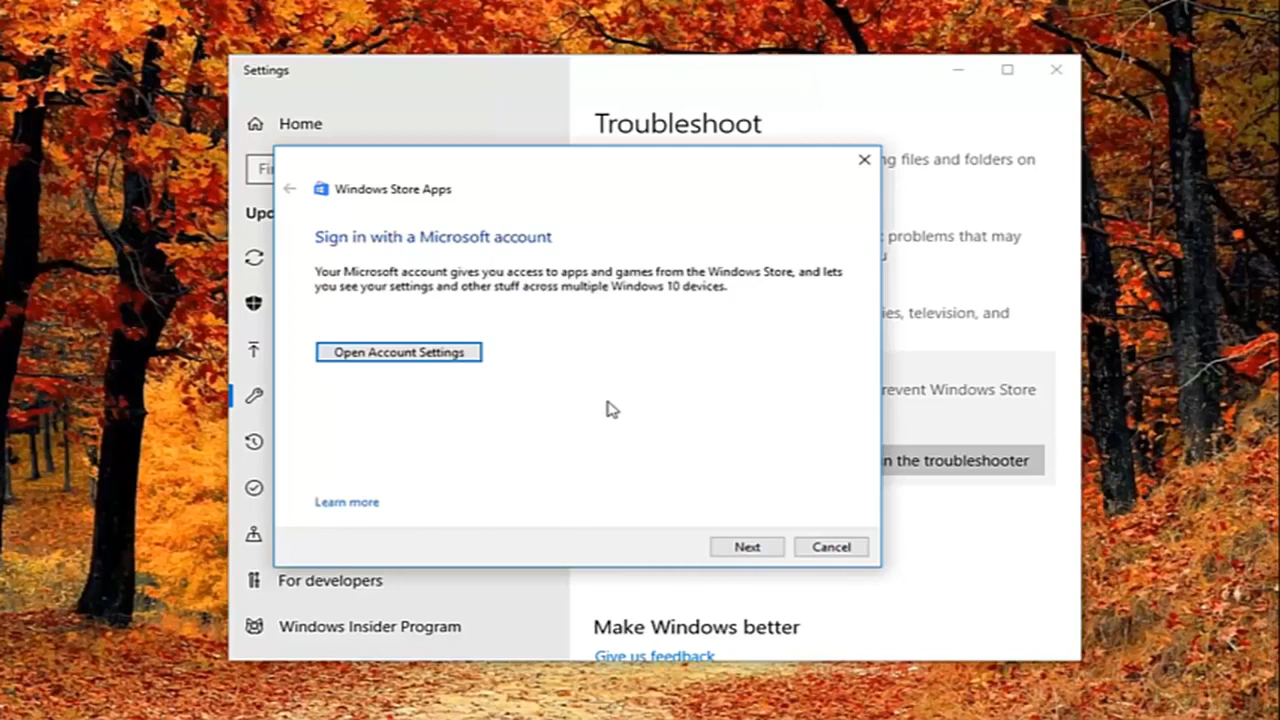 Settings
Home
Troubleshoot
Fi
ng files and folders on
Windows Store Apps
Upd
Sign in with a Microsoft account
problems that may
Your Microsoft account gives you access to apps and games from the Windows Store, and lets
you see your settings and other stuff across multiple Windows 10 devices.
u
ies, television, and
Open Account Settings
revent Windows Store
n the troubleshooter
Learn more
Next
Cancel
For developers
Windows Insider Program
Make Windows better
Give us feedback